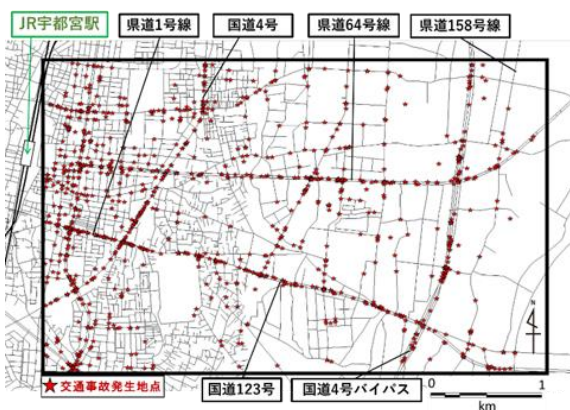 JR宇都宮駅
県道1号線
国道4号
県道64号線
県道158号線
N
★交通事故発生地点
国道123号
国道4号バイパス
0 1
km